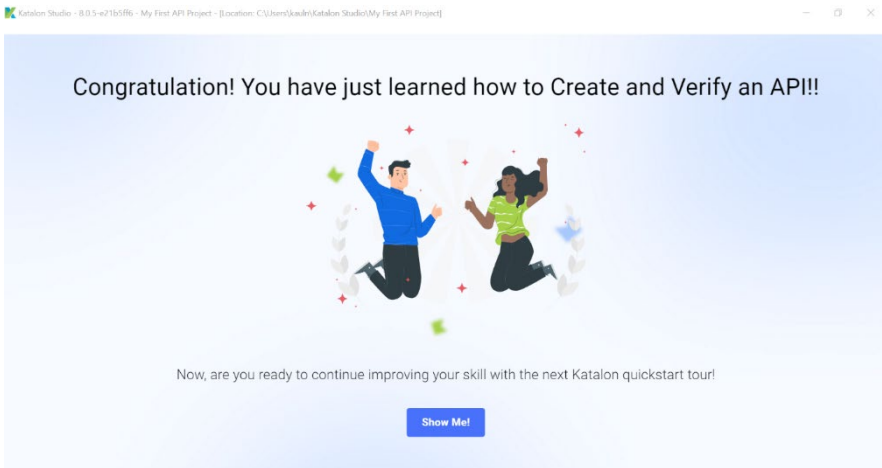 Katalon Studio - 8.0.5-e21b5ff6 - My First API Project - [Location: C:\Users\kaulri\Katalon Studio\My First API Project]
Congratulation! You have just learned how to Create and Verify an API!!
Now, are you ready to continue improving your skill with the next Katalon quickstart tour!
Show Me!